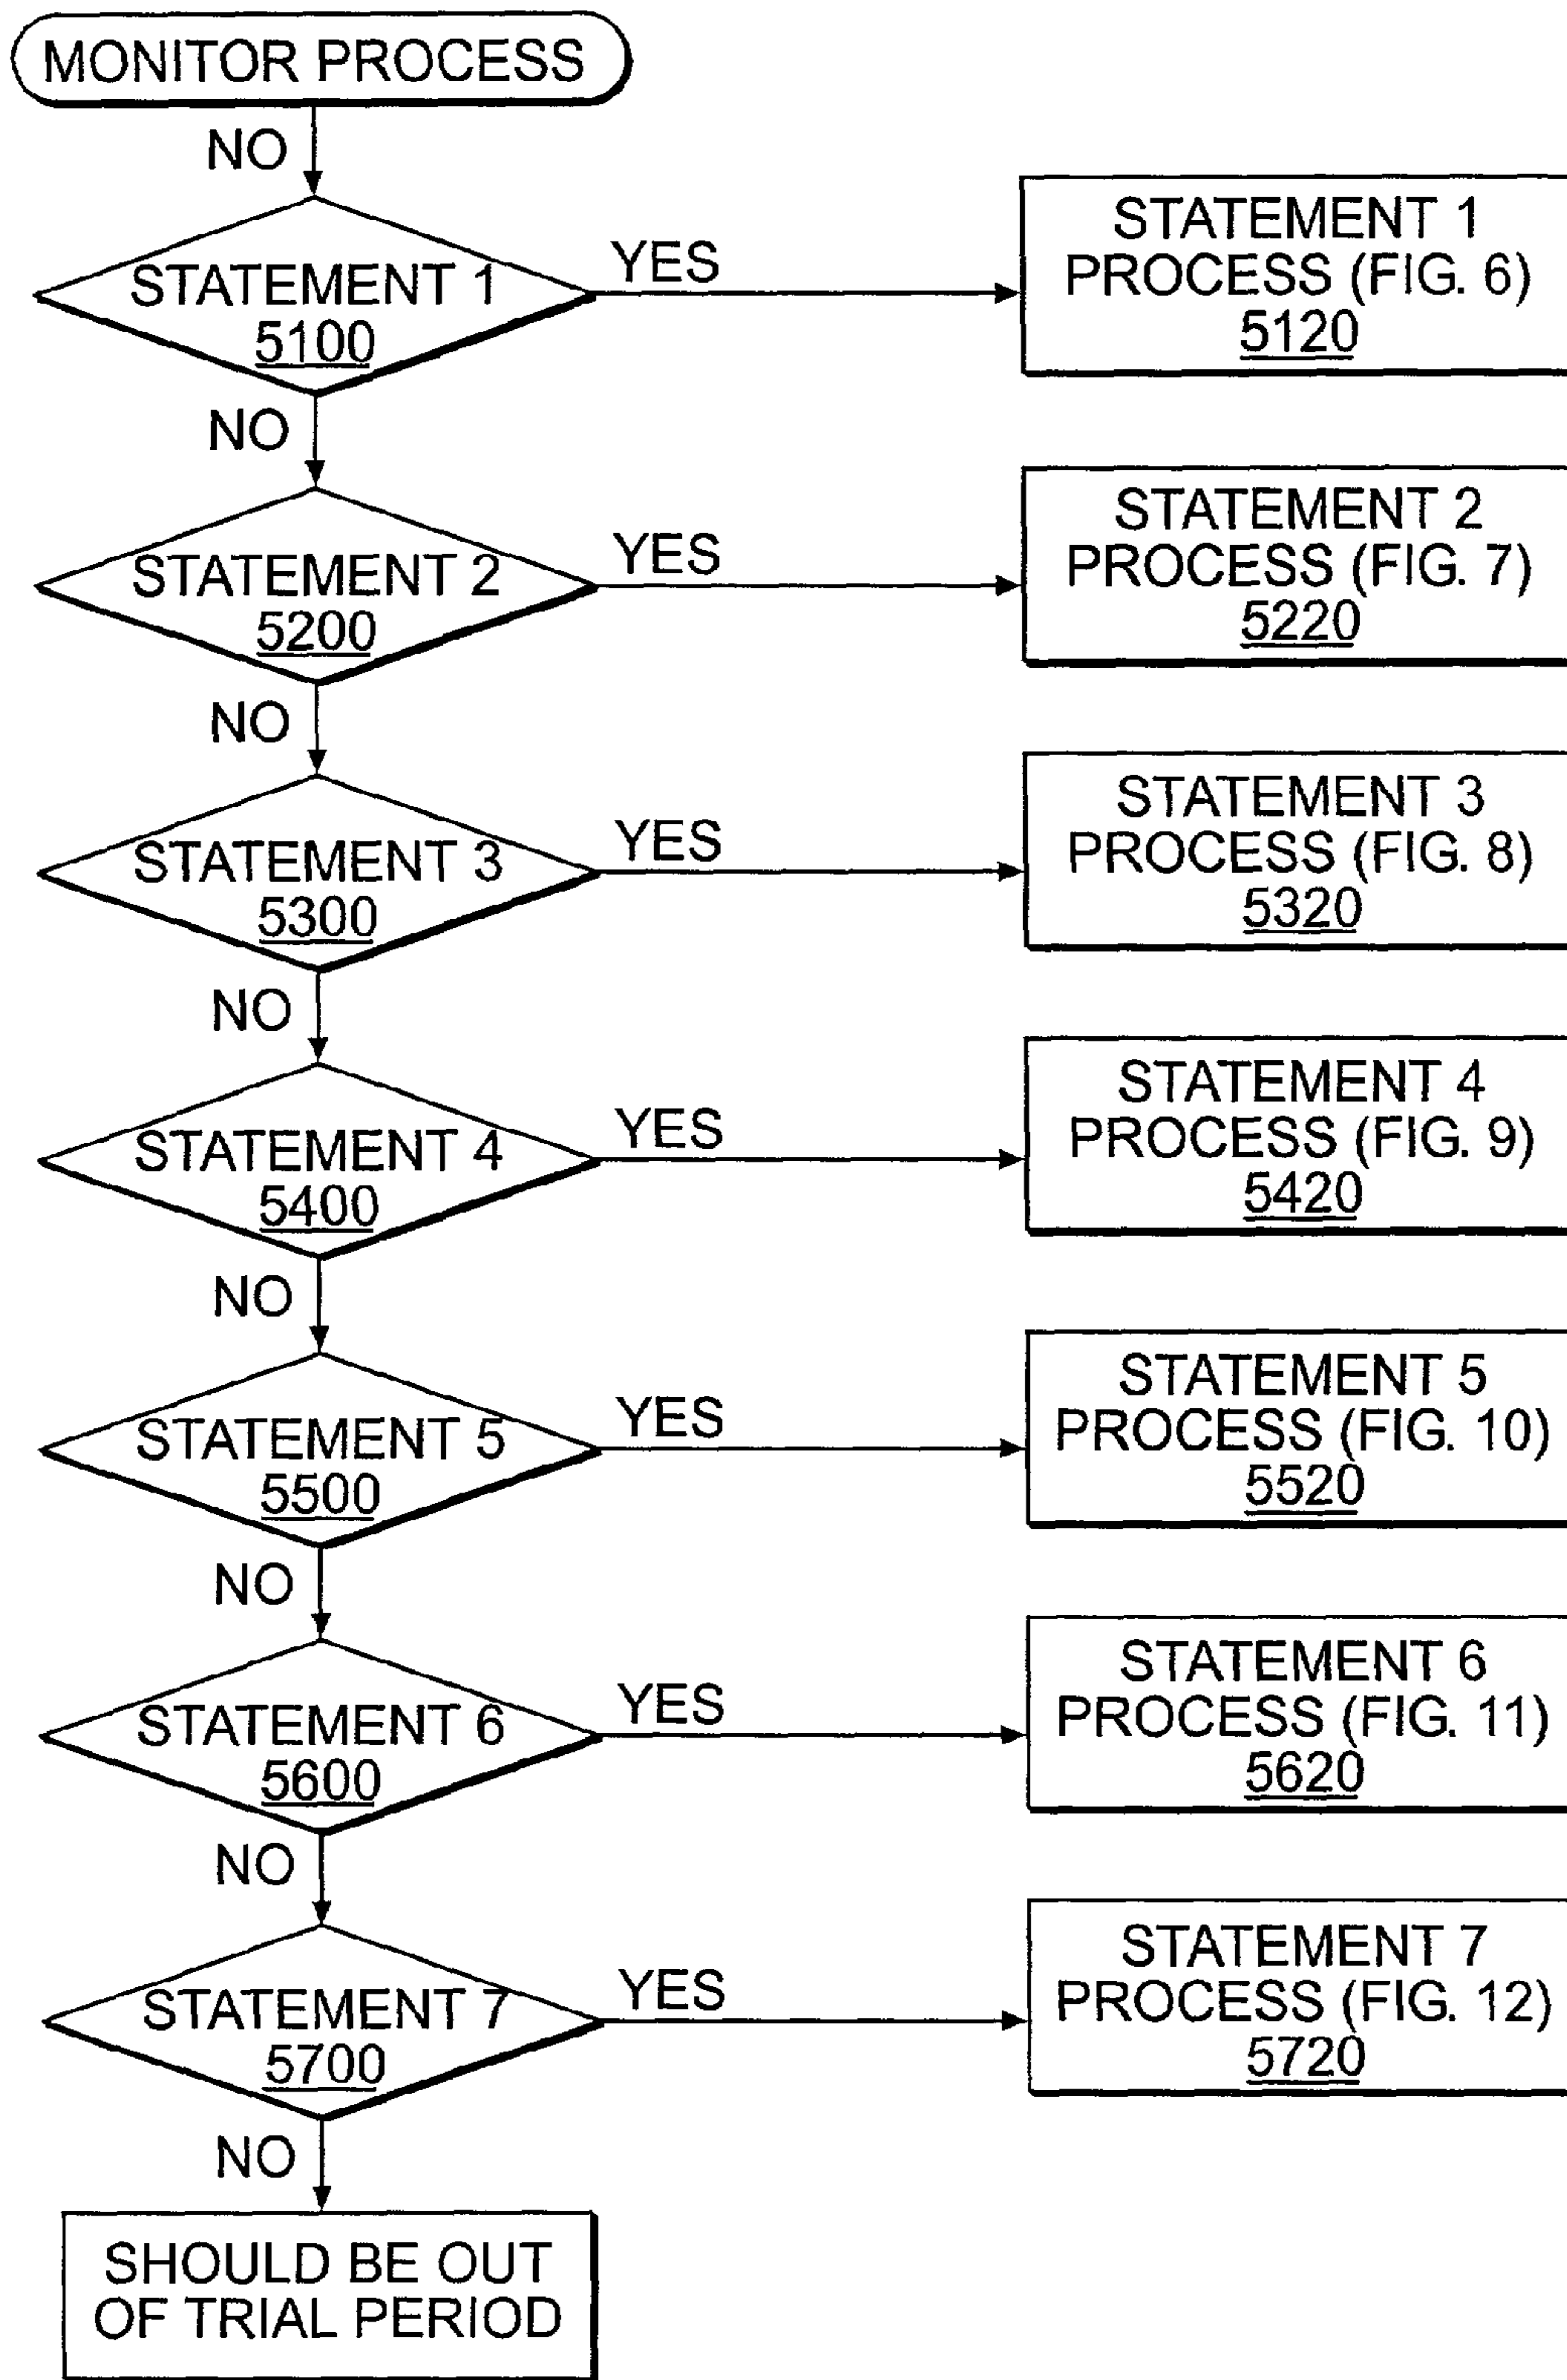 MONITOR PROCESS
NO
STATEMENT 1
5100
YES
STATEMENT 1
PROCESS (FIG. 6)
5120
NO
STATEMENT 2
5200
YES
STATEMENT 2
PROCESS (FIG. 7)
5220
NO
STATEMENT 3
5300
YES
STATEMENT 3
PROCESS (FIG. 8)
5320
NO
STATEMENT 4
5400
YES
STATEMENT 4
PROCESS (FIG. 9)
5420
NO
STATEMENT 5
5500
YES
STATEMENT 5
PROCESS (FIG. 10)
5520
NO
STATEMENT 6
5600
YES
STATEMENT 6
PROCESS (FIG. 11)
5620
NO
STATEMENT 7
5700
YES
STATEMENT 7
PROCESS (FIG. 12)
5720
NO
SHOULD BE OUT
OF TRIAL PERIOD